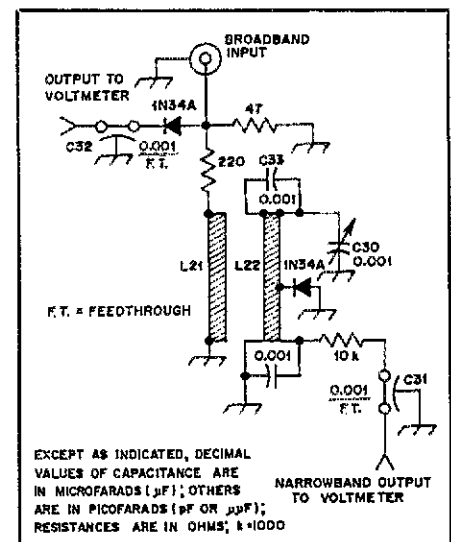 BROADBAND
INPUT
OUTPUT TO
VOLTMETER
1N34A
47
C32
0.001
F.T.
220
C33
0.001
C30
0.001
L21
L22
1N34A
F.T. = FEEDTHROUGH
0.001
10 k
0.001
F.T.
C31
EXCEPT AS INDICATED, DECIMAL
VALUES OF CAPACITANCE ARE
IN MICROFARADS (µF); OTHERS
ARE IN PICOFARADS (pF OR µµF);
RESISTANCES ARE IN OHMS; k=1000
NARROWBAND OUTPUT
TO VOLTMETER